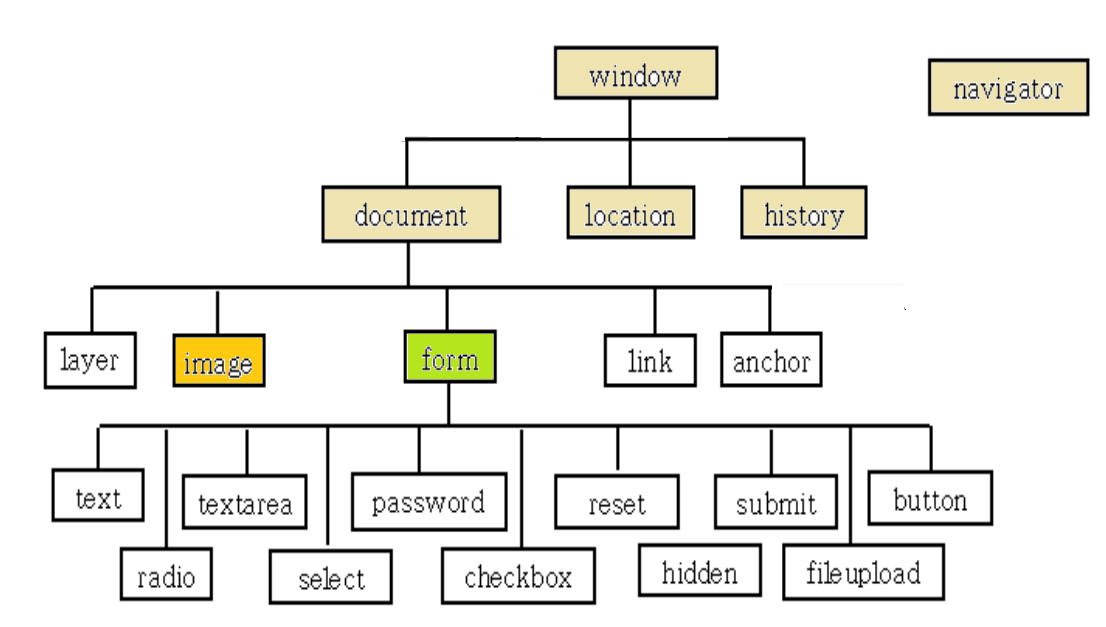 window
navigator
document
location
history
layer
image
form
link
anchor
text
textarea
password
reset
submit
button
radio
select
checkbox
hidden
fileupload